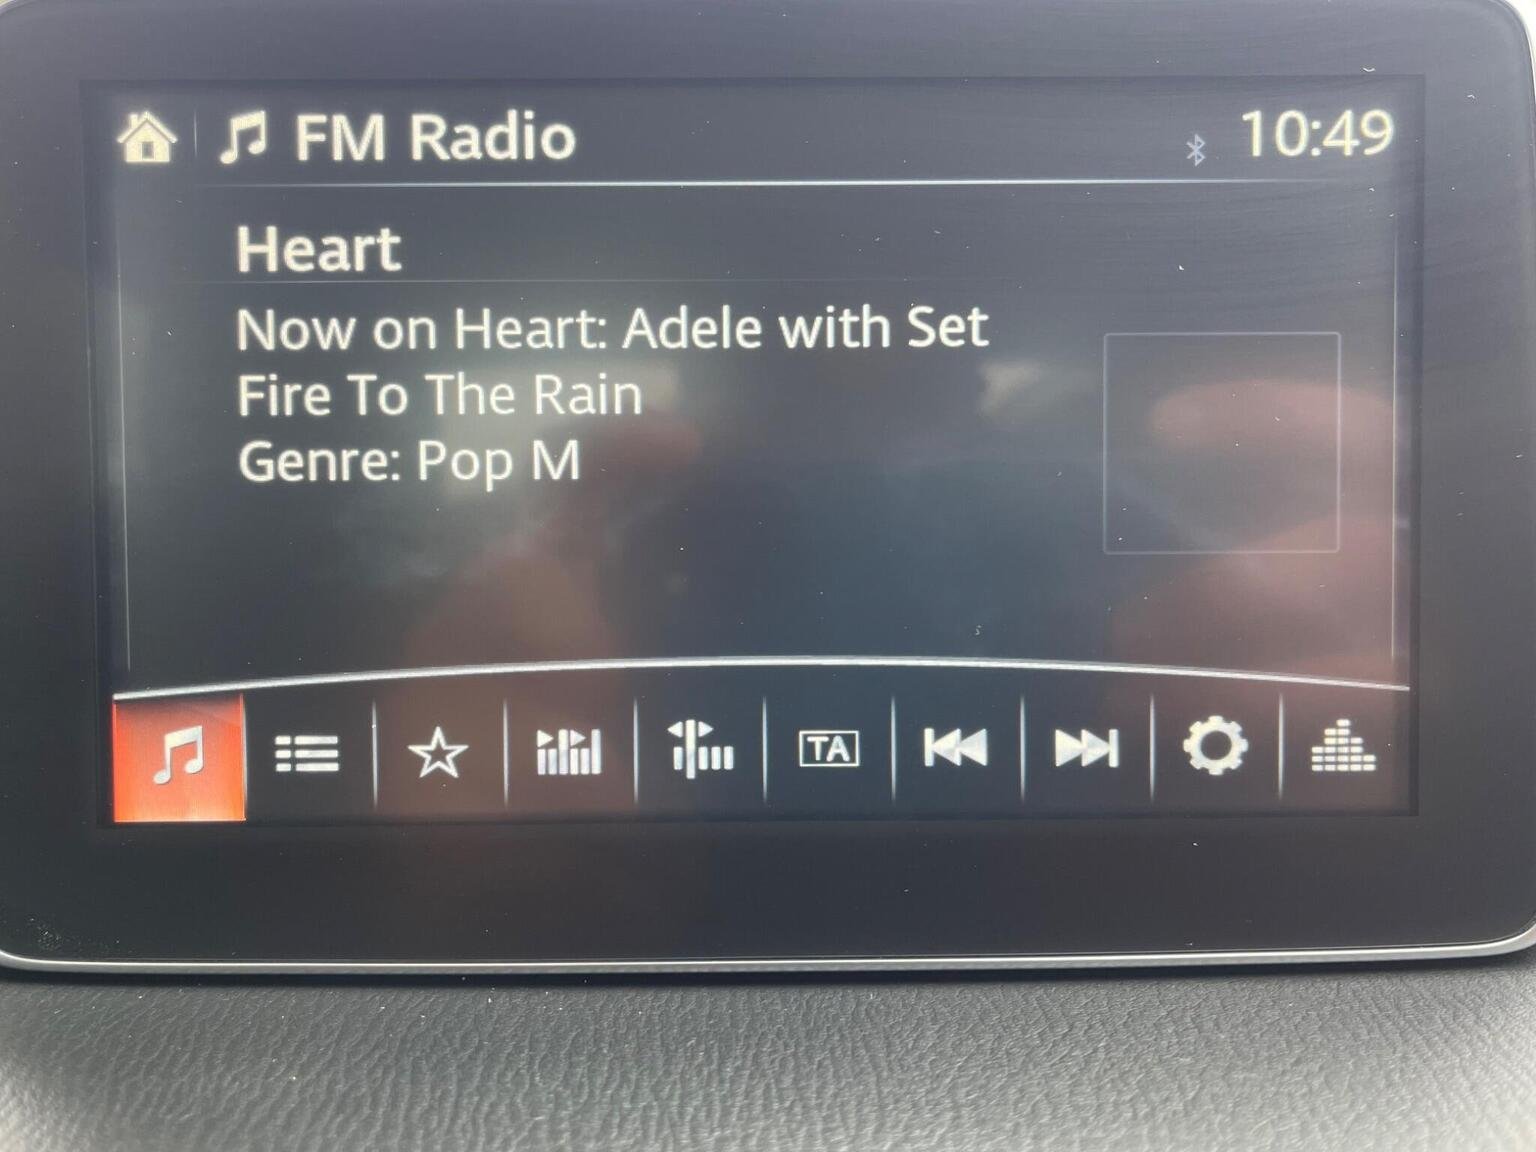 FM Radio
10:49
Heart
Now on Heart: Adele with Set
Fire To The Rain
Genre: Pop M
TA